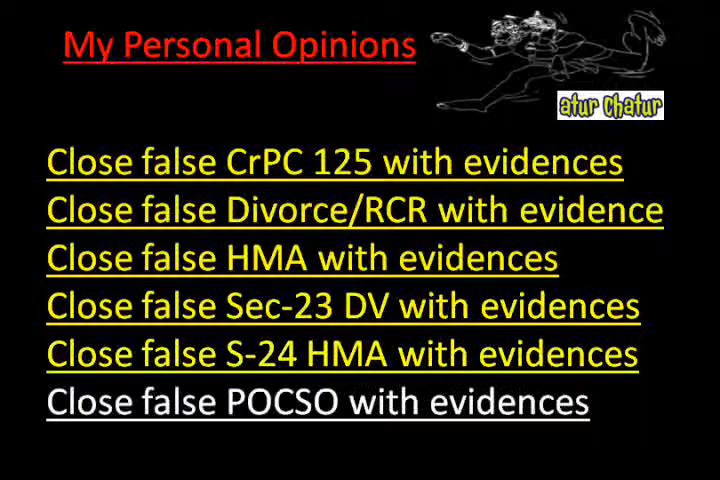 My Personal Opinions
atur Chatur
Close false CrPC 125 with evidences
Close false Divorce/RCR with evidence
Close false HMA with evidences
Close false Sec-23 DV with evidences
Close false S-24 HMA with evidences
Close false POCSO with evidences